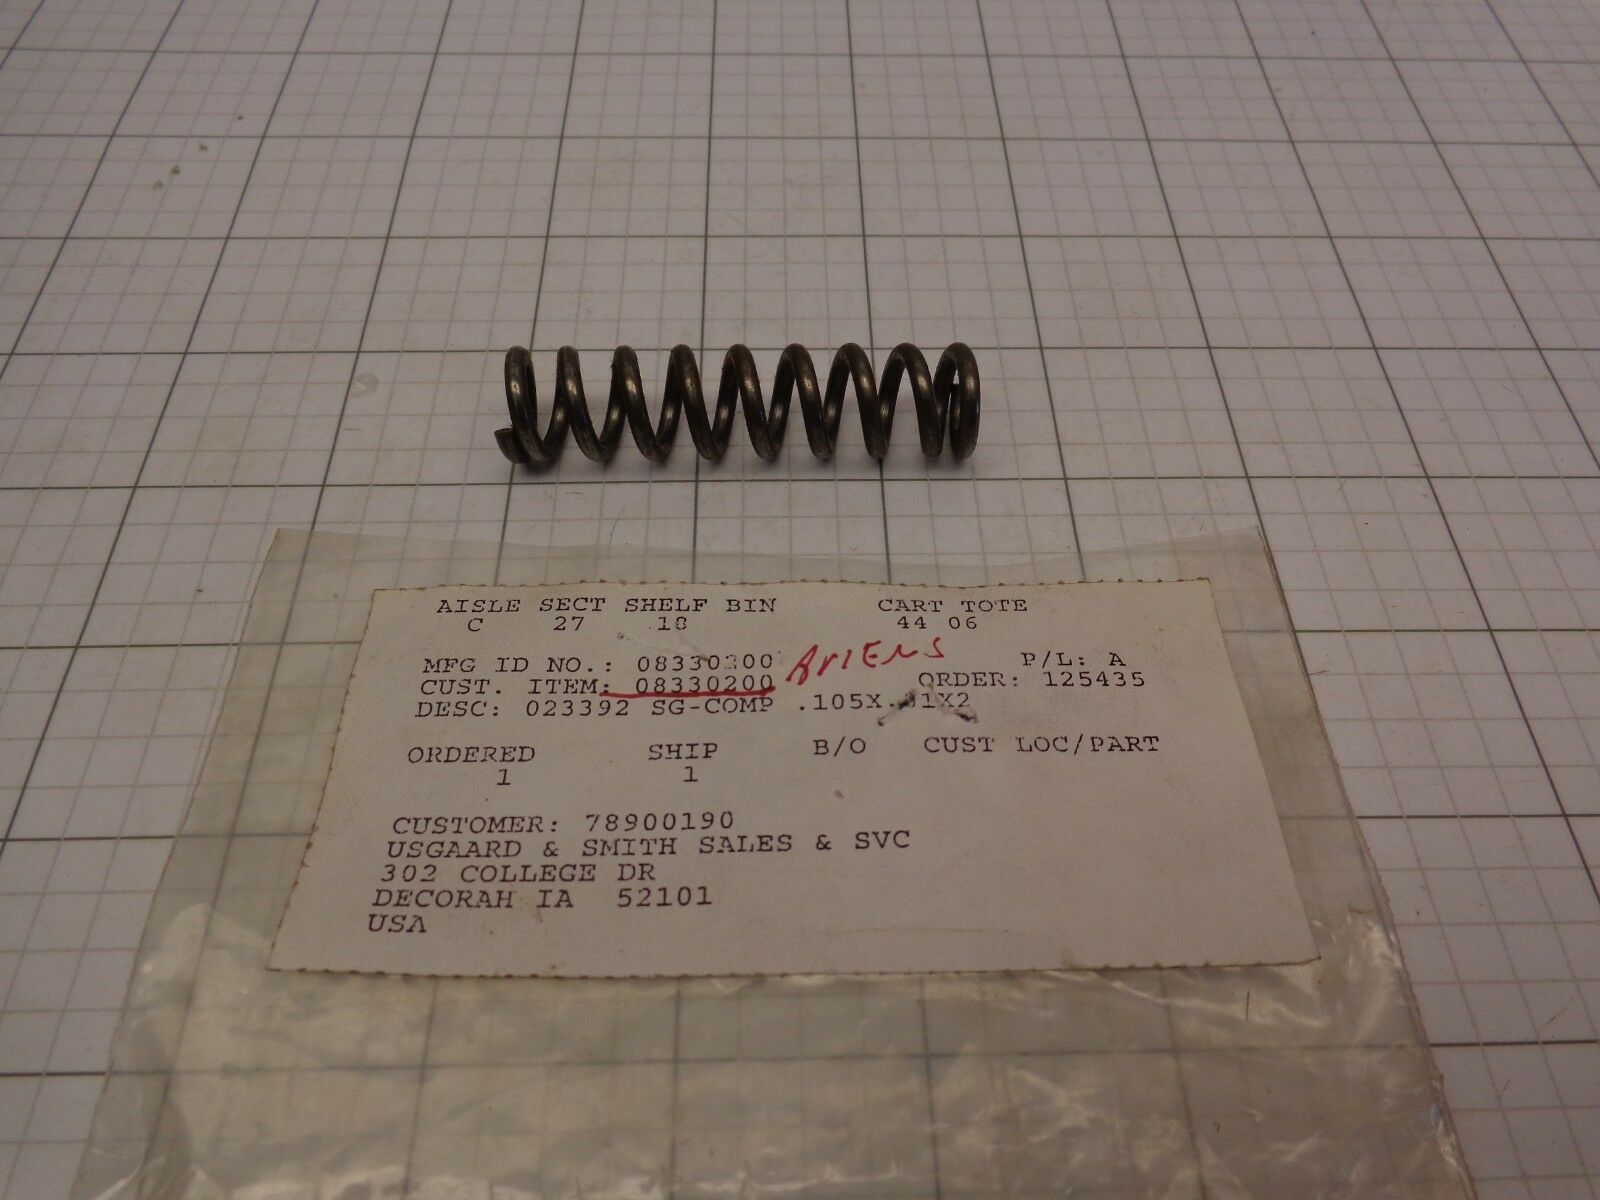 AISLE SECT SHELF BIN CART TOTE
C 27 18 44 06
MFG ID NO.: 08330200 P/L: A
CUST. ITEM: 08330200 ARIENS ORDER: 125435
DESC: 023392 SG-COMP .105X
ORDERED SHIP B/O CUST LOC/PART
1 1
CUSTOMER: 78900190
USGAARD & SMITH SALES & SVC
302 COLLEGE DR
DECORAH IA 52101
USA